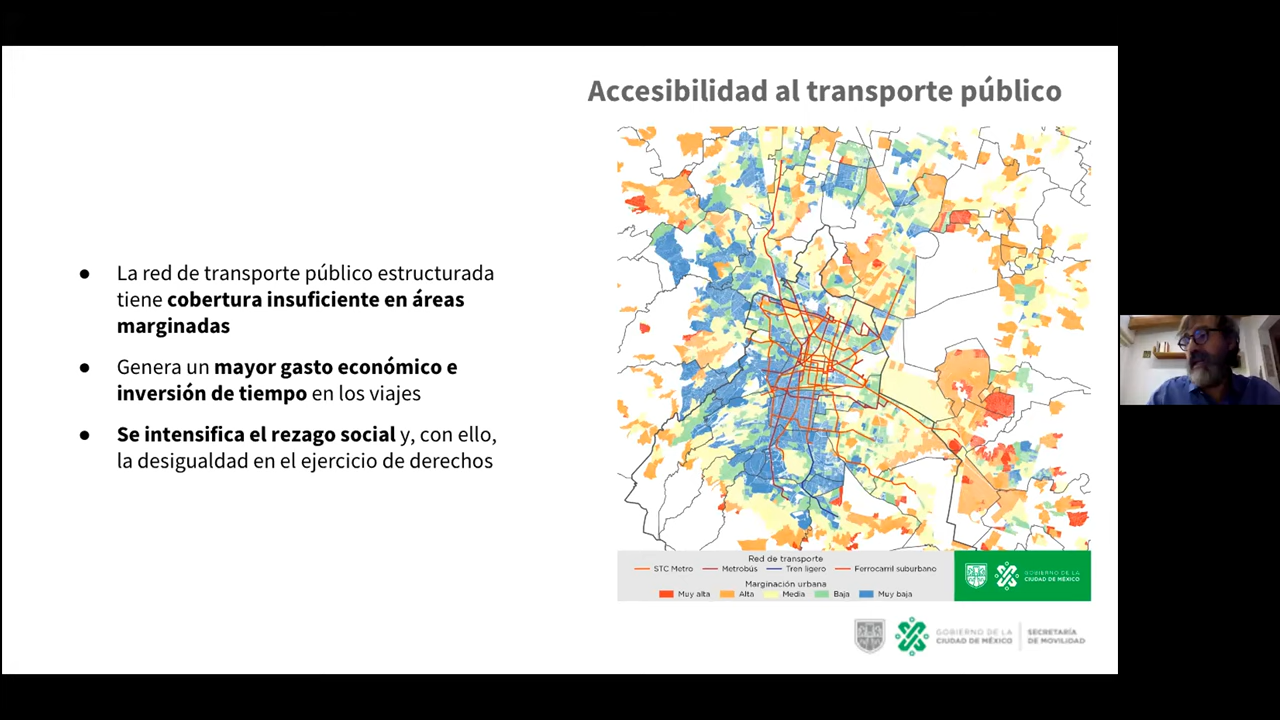 Accesibilidad al transporte público
● La red de transporte público estructurada
tiene cobertura insuficiente en áreas
marginadas
● Genera un mayor gasto económico e
inversión de tiempo en los viajes
● Se intensifica el rezago social y, con ello,
la desigualdad en el ejercicio de derechos
Red de transporte
STC Metro Metrobús Tren ligero Ferrocarril suburbano
Marginación urbana
Muy alta Alta Media Baja Muy baja
GOBIERNO DE LA
CIUDAD DE MÉXICO
GOBIERNO DE LA
CIUDAD DE MÉXICO
SECRETARÍA
DE MOVILIDAD